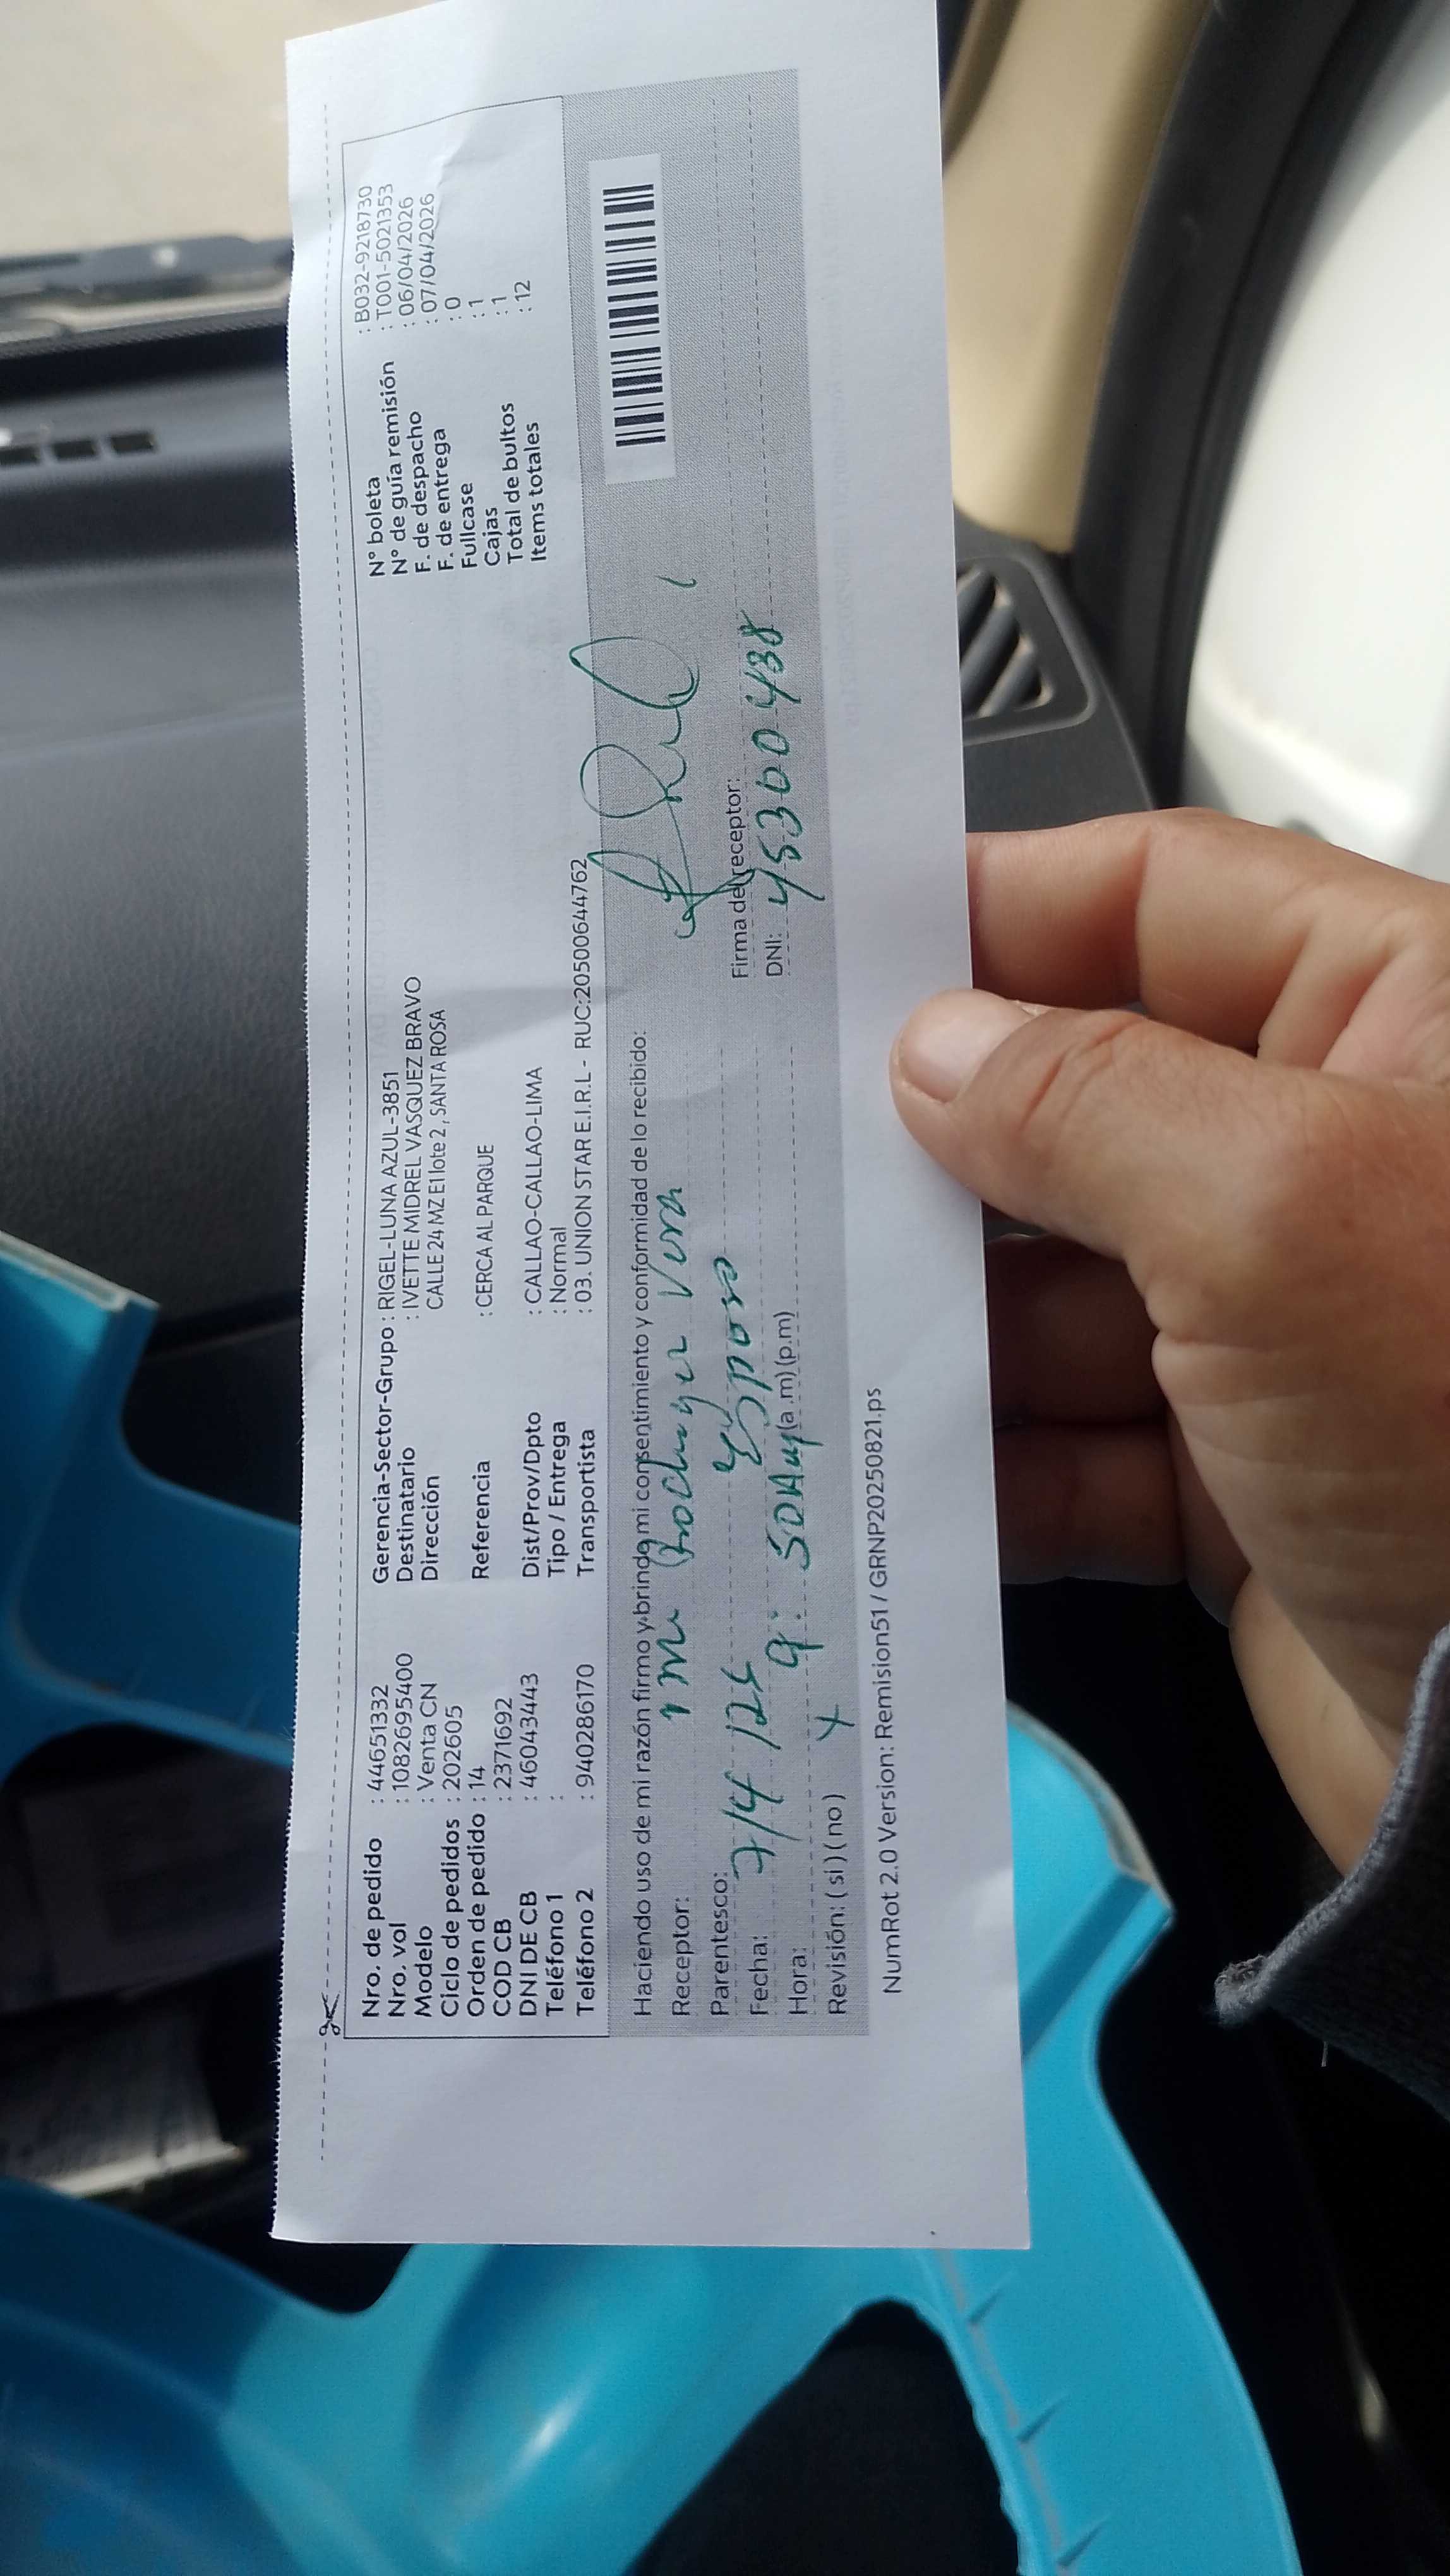 Nro. de pedido : 44651332
Nro. vol : 1082695400
Modelo : Venta CN
Ciclo de pedidos : 202605
Orden de pedido : 14
COD CB : 2371692
DNI DE CB : 46043443
Teléfono 1 :
Teléfono 2 : 940286170
Gerencia-Sector-Grupo : RIGEL-LUNA AZUL-3851
Destinatario : IVETTE MIDREL VASQUEZ BRAVO
Dirección CALLE 24 MZ E1 lote 2, SANTA ROSA
Referencia : CERCA AL PARQUE
Dist/Prov/Dpto : CALLAO-CALLAO-LIMA
Tipo / Entrega : Normal
Transportista : 03. UNION STAR E.I.R.L - RUC:20500644762
N° boleta : B032-9218730
N° de guía remisión : T001-5021353
F. de despacho : 06/04/2026
F. de entrega : 07/04/2026
Fullcase : 0
Cajas : 1
Total de bultos : 1
Items totales : 12
Haciendo uso de mi razón firmo y brindo mi consentimiento y conformidad de lo recibido:
Receptor:
Parentesco: Esposo
Fecha: 7/4/26
Hora: 9:50 (a.m) (p.m)
Revisión: ( si ) ( no )
Firma del receptor:
DNI: 45300438
NumRot 2.0 Version: Remision51 / GRNP20250821.ps